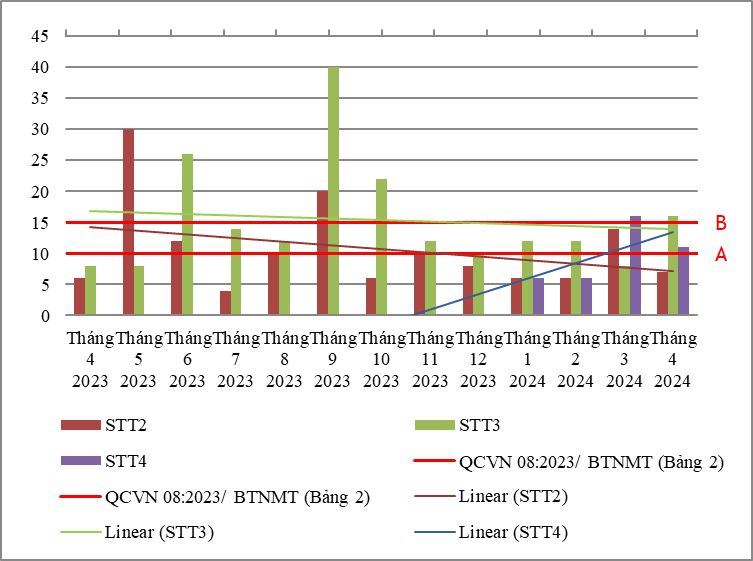 45
40
35
30
25
20
15
10
5
0
B
A
Tháng Tháng Tháng Tháng Tháng Tháng Tháng Tháng Tháng Tháng Tháng Tháng Tháng
4 5 6 7 8 9 10 11 12 1 2 3 4
2023 2023 2023 2023 2023 2023 2023 2023 2023 2024 2024 2024 2024
STT2 STT3
STT4 QCVN 08:2023/ BTNMT (Bảng 2)
QCVN 08:2023/ BTNMT (Bảng 2) Linear (STT2)
Linear (STT3) Linear (STT4)